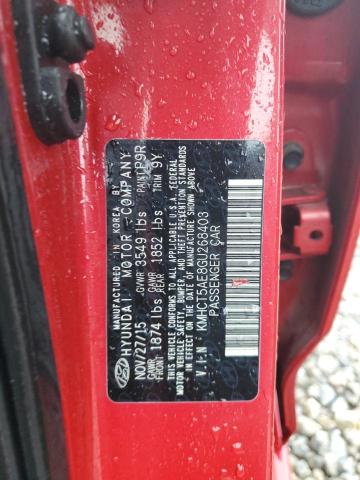 MANUFACTURED IN KOREA BY
HYUNDAI MOTOR COMPANY
NOV/27/15 GVWR 3549 lbs PAINT P9R
GAWR FRONT 1874 lbs GAWR REAR 1852 lbs TRIM 9Y
THIS VEHICLE CONFORMS TO ALL APPLICABLE U.S.A. FEDERAL
MOTOR VEHICLE SAFETY, BUMPER AND THEFT PREVENTION
STANDARDS IN EFFECT ON THE DATE OF MANUFACTURE SHOWN ABOVE.
V.I.N KMHCT5AE8GU268403
PASSENGER CAR